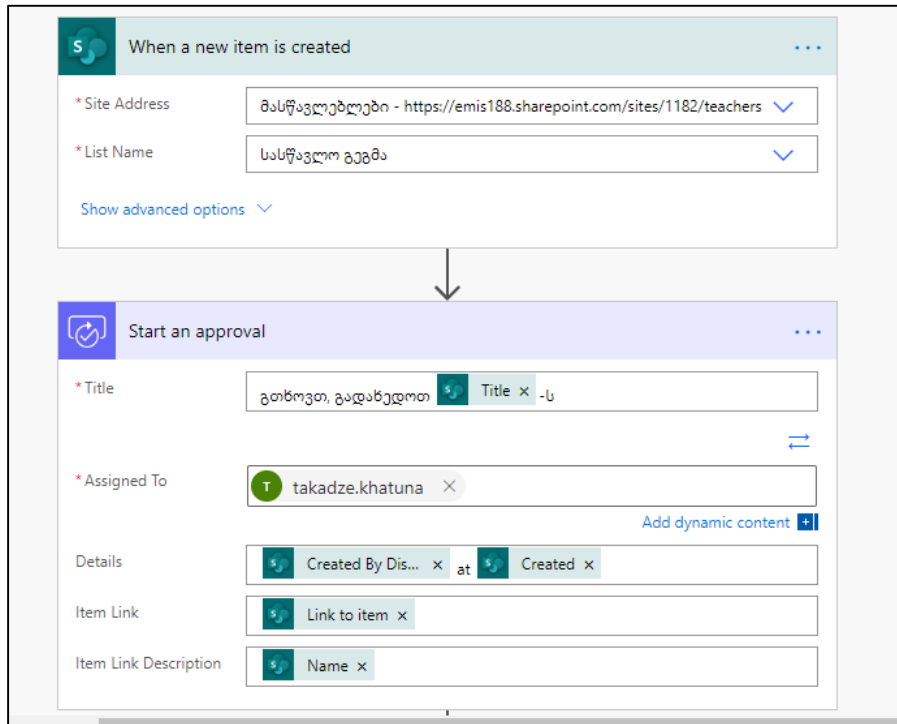 When a new item is created
* Site Address
მასწავლებლები - https://emis188.sharepoint.com/sites/1182/teachers
* List Name
სასწავლო გეგმა
Show advanced options
Start an approval
* Title
გთხოვთ, გადახედოთ Title × -ს
* Assigned To
T takadze.khatuna ×
Add dynamic content
Details
Created By Dis... × at Created ×
Item Link
Link to item ×
Item Link Description
Name ×